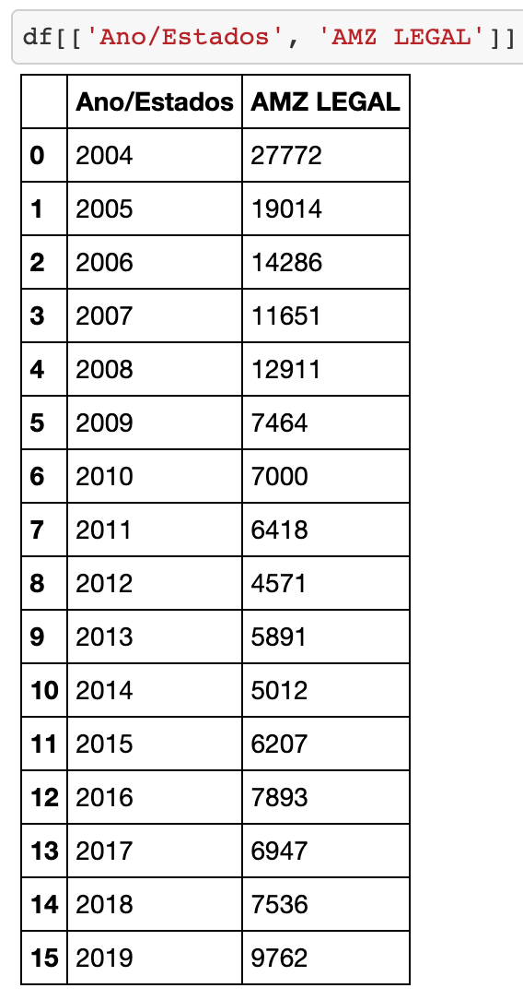 df[['Ano/Estados', 'AMZ LEGAL']]
Ano/Estados AMZ LEGAL
0 2004 27772
1 2005 19014
2 2006 14286
3 2007 11651
4 2008 12911
5 2009 7464
6 2010 7000
7 2011 6418
8 2012 4571
9 2013 5891
10 2014 5012
11 2015 6207
12 2016 7893
13 2017 6947
14 2018 7536
15 2019 9762